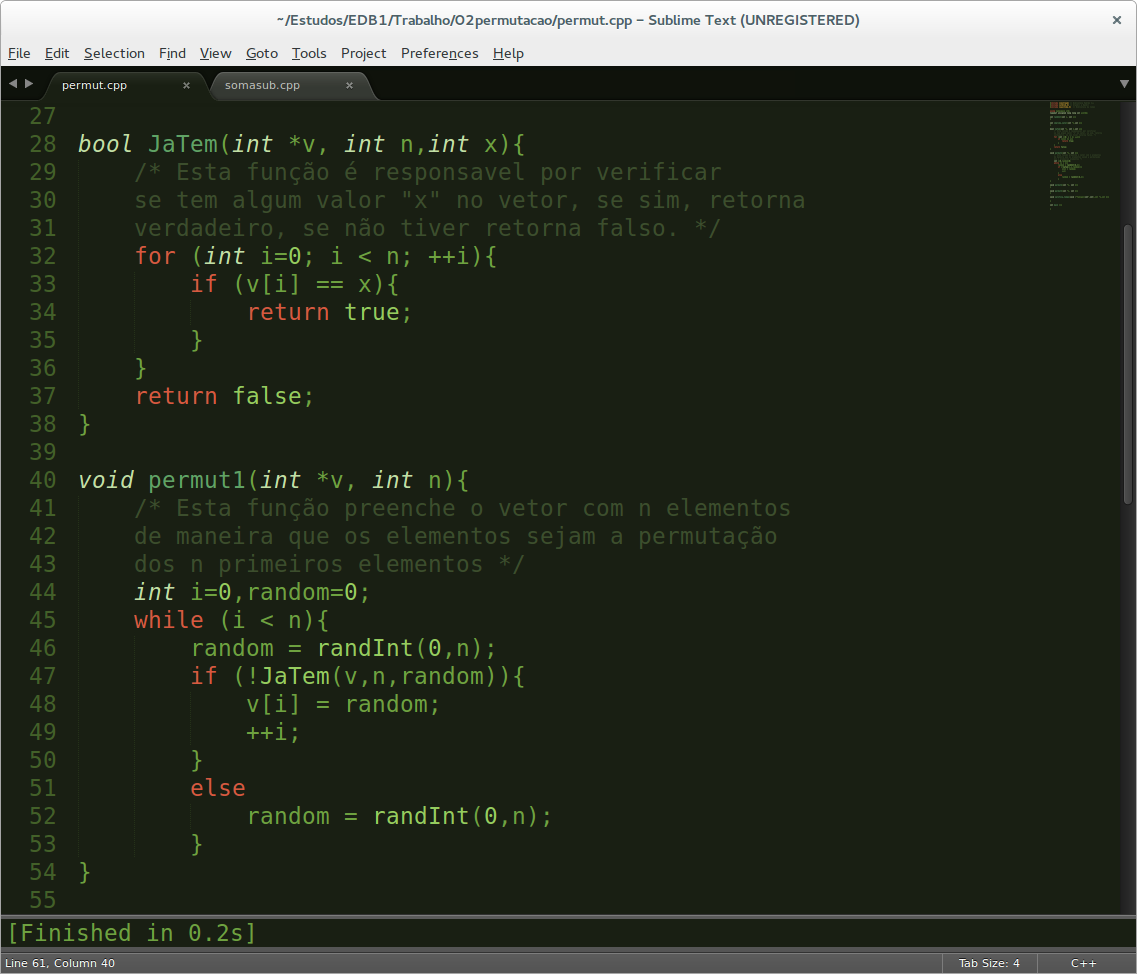 ~/Estudos/EDB1/Trabalho/02permutacao/permut.cpp – Sublime Text (UNREGISTERED)
File Edit Selection Find View Goto Tools Project Preferences Help
permut.cpp somasub.cpp
27
28 bool JaTem(int *v, int n,int x){
29 /* Esta função é responsavel por verificar
30 se tem algum valor "x" no vetor, se sim, retorna
31 verdadeiro, se não tiver retorna falso. */
32 for (int i=0; i < n; ++i){
33 if (v[i] == x){
34 return true;
35 }
36 }
37 return false;
38 }
39
40 void permut1(int *v, int n){
41 /* Esta função preenche o vetor com n elementos
42 de maneira que os elementos sejam a permutação
43 dos n primeiros elementos */
44 int i=0,random=0;
45 while (i < n){
46 random = randInt(0,n);
47 if (!JaTem(v,n,random)){
48 v[i] = random;
49 ++i;
50 }
51 else
52 random = randInt(0,n);
53 }
54 }
55
[Finished in 0.2s]
Line 61, Column 40 Tab Size: 4 C++